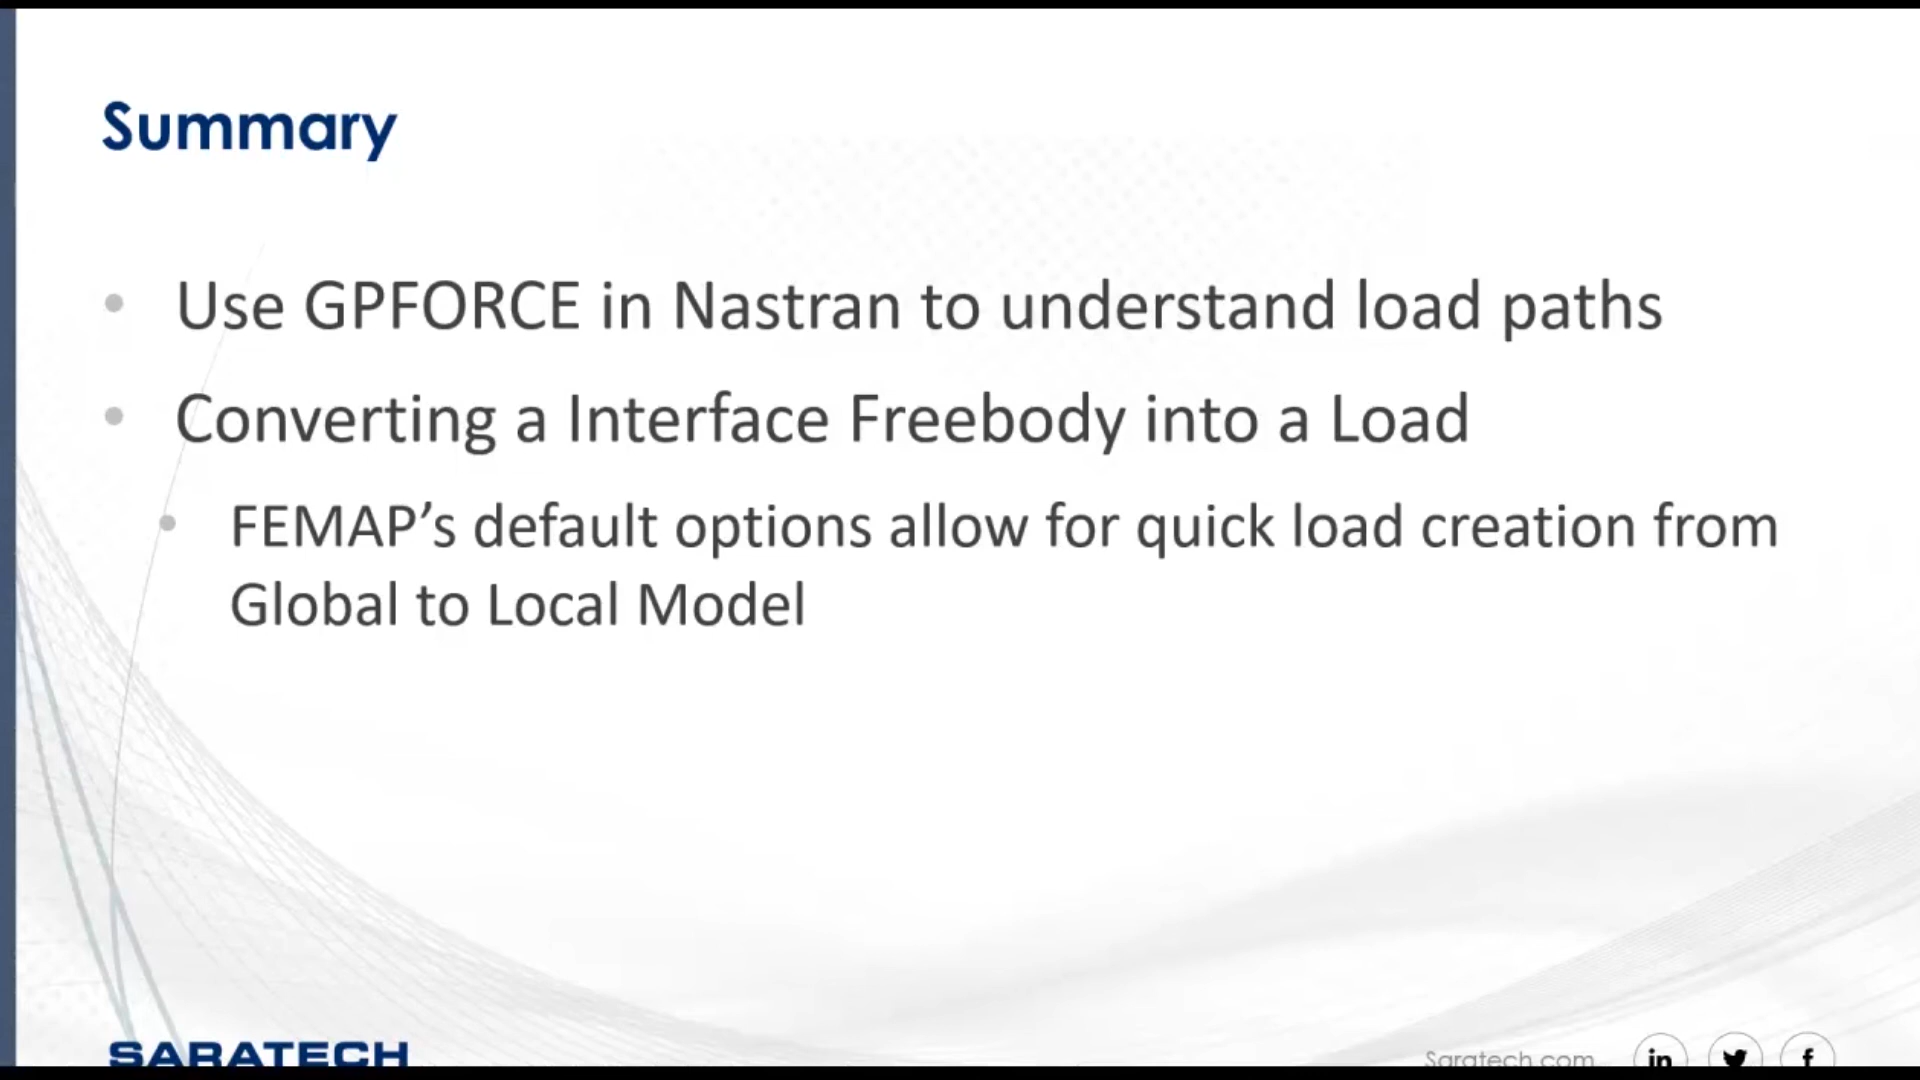 Summary
• Use GPFORCE in Nastran to understand load paths
• Converting a Interface Freebody into a Load
• FEMAP’s default options allow for quick load creation from
Global to Local Model
SARATECH
Saratech.com
in
f